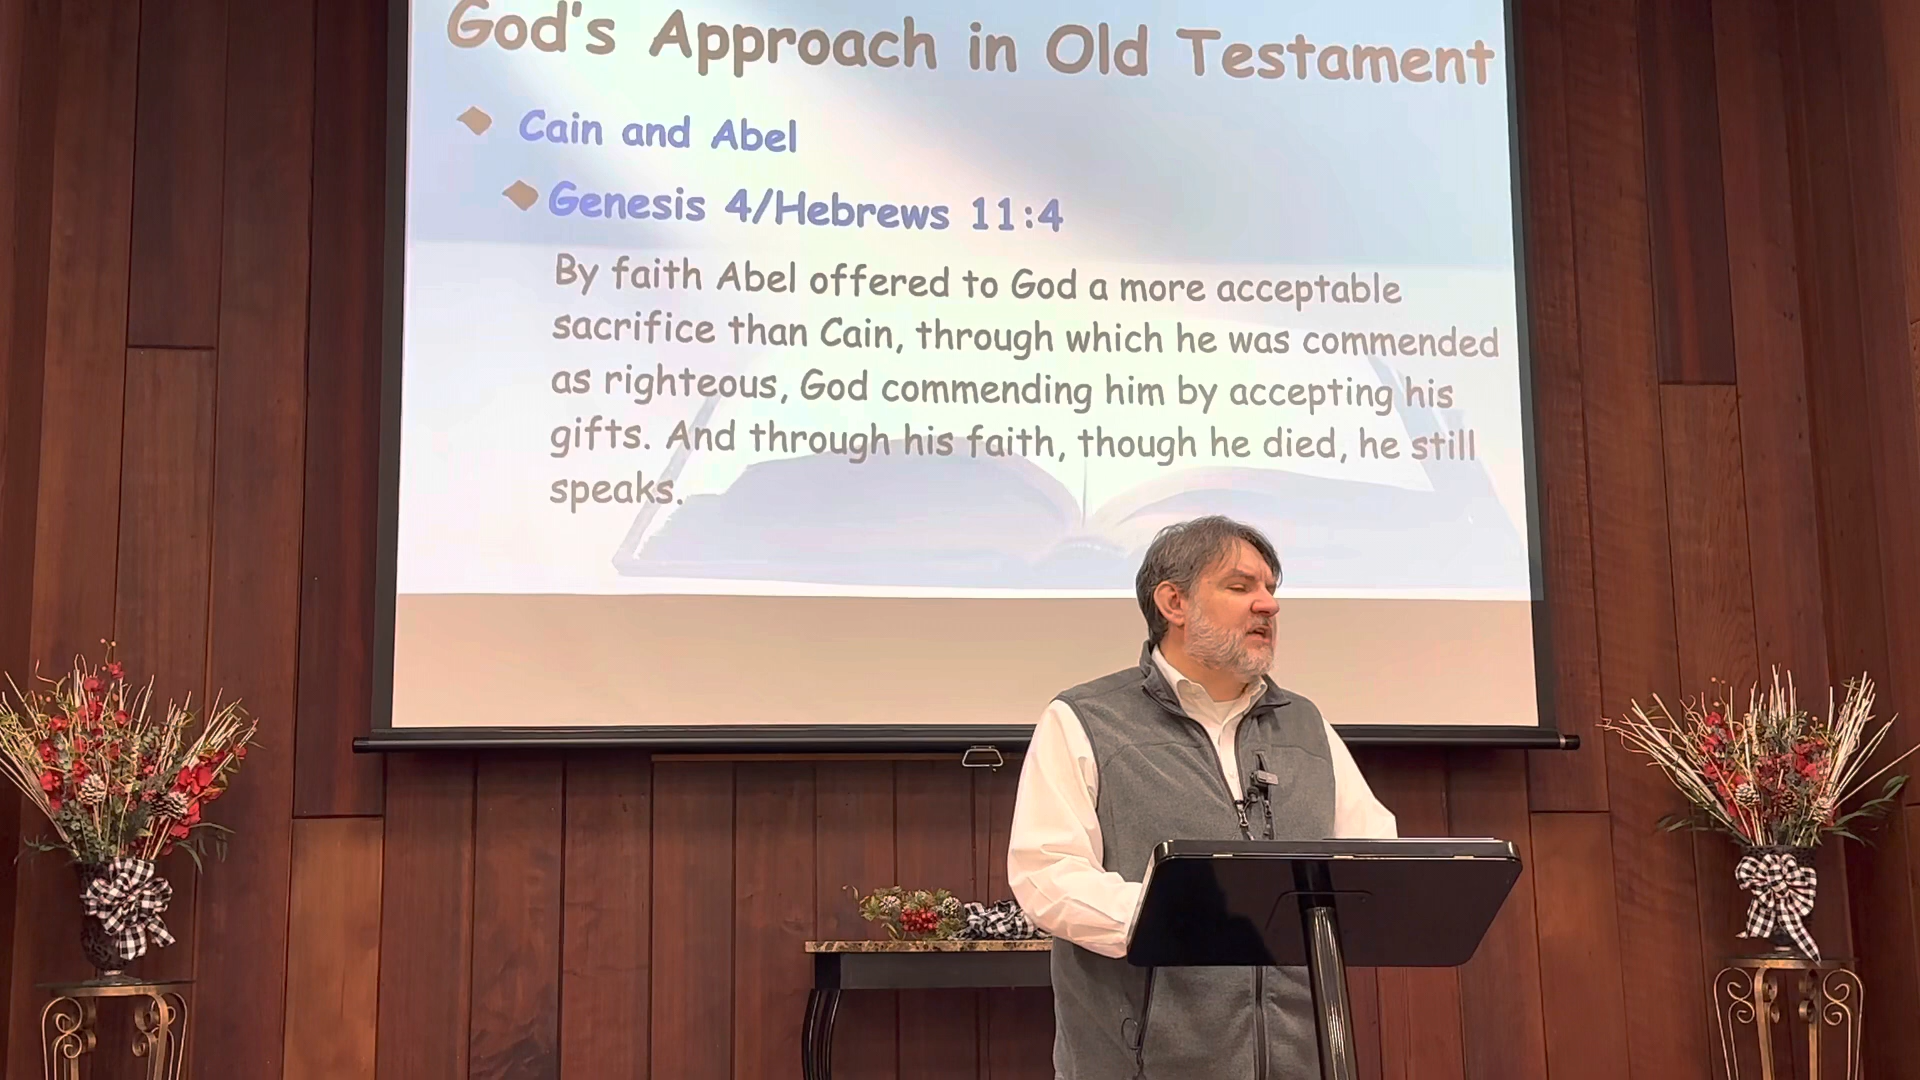 God's Approach in Old Testament
Cain and Abel
Genesis 4/Hebrews 11:4
By faith Abel offered to God a more acceptable
sacrifice than Cain, through which he was commended
as righteous, God commending him by accepting his
gifts. And through his faith, though he died, he still
speaks.